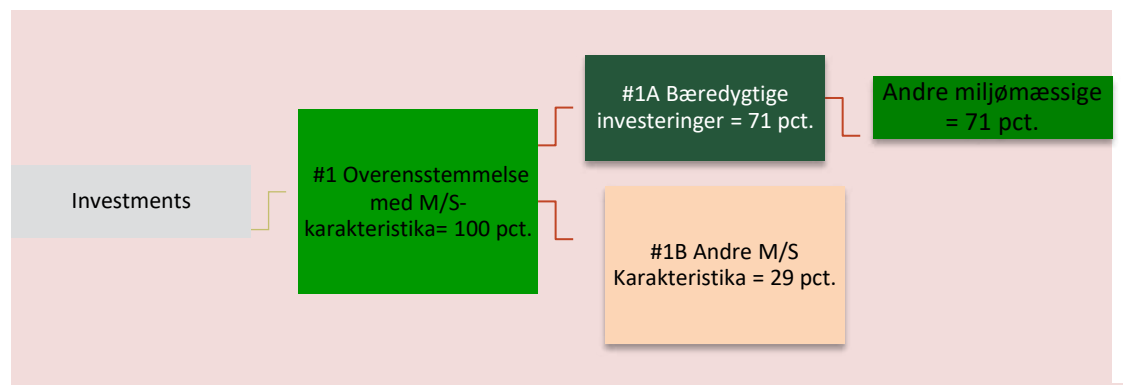 Investments
#1 Overensstemmelse
med M/S-
karakteristika= 100 pct.
#1A Bæredygtige
investeringer = 71 pct.
#1B Andre M/S
Karakteristika = 29 pct.
Andre miljømæssige
= 71 pct.